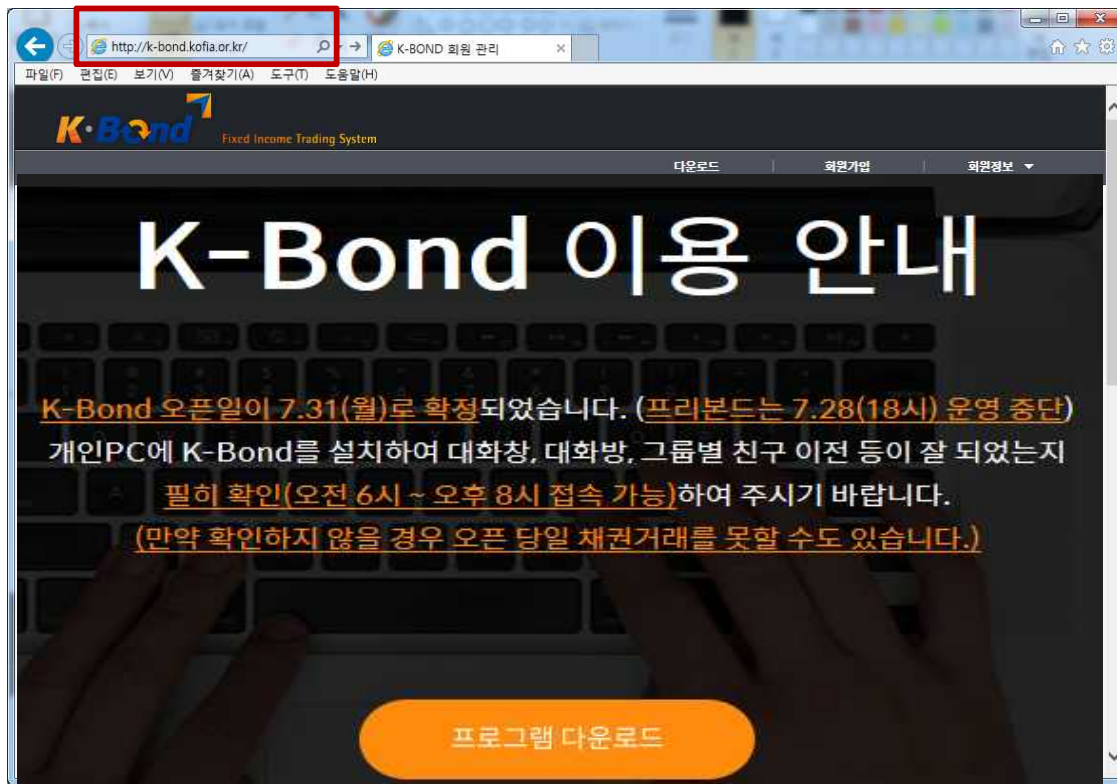 http://k-bond.kofia.or.kr/
K-BOND 회원 관리
파일(F) 편집(E) 보기(V) 즐겨찾기(A) 도구(T) 도움말(H)
K·Bond Fixed Income Trading System
다운로드 회원가입 회원정보
K-Bond 이용 안내
K-Bond 오픈일이 7.31(월)로 확정되었습니다. (프리본드는 7.28(18시) 운영 중단)
개인PC에 K-Bond를 설치하여 대화창, 대화방, 그룹별 친구 이전 등이 잘 되었는지
필히 확인(오전 6시 ~ 오후 8시 접속 가능)하여 주시기 바랍니다.
(만약 확인하지 않을 경우 오픈 당일 채권거래를 못할 수도 있습니다.)
프로그램 다운로드